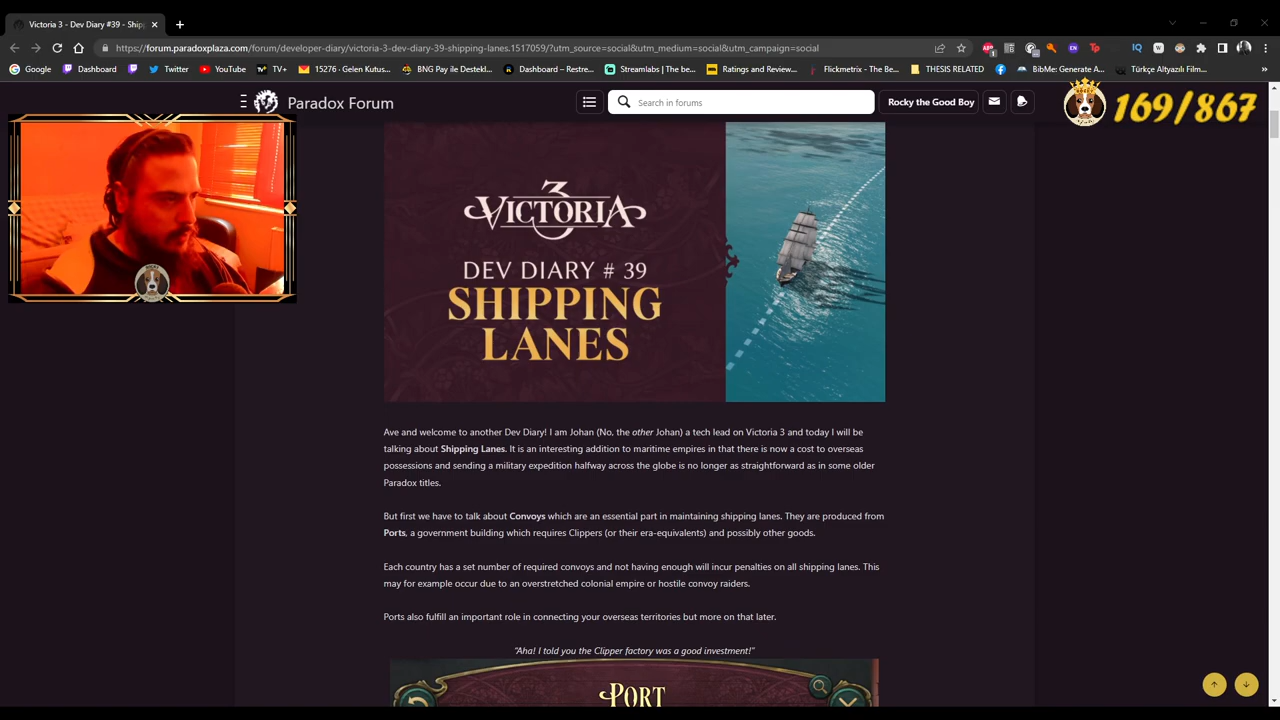 Victoria 3 - Dev Diary #39 - Ship
https://forum.paradoxplaza.com/forum/developer-diary/victoria-3-dev-diary-39-shipping-lanes.1517059/?utm_source=social&utm_medium=social&utm_campaign=social
Google
Dashboard
Twitter
YouTube
TV+
15276 - Gelen Kutus...
BNG Pay ile Destekl...
Dashboard – Restre...
Streamlabs | The be...
Ratings and Review...
Flickmetrix - The Be...
THESIS RELATED
BibMe: Generate A...
Türkçe Altyazılı Film...
Paradox Forum
Search in forums
Rocky the Good Boy
169/867
VICTORIA 3
DEV DIARY # 39
SHIPPING
LANES
Ave and welcome to another Dev Diary! I am Johan (No, the other Johan) a tech lead on Victoria 3 and today I will be
talking about Shipping Lanes. It is an interesting addition to maritime empires in that there is now a cost to overseas
possessions and sending a military expedition halfway across the globe is no longer as straightforward as in some older
Paradox titles.
But first we have to talk about Convoys which are an essential part in maintaining shipping lanes. They are produced from
Ports, a government building which requires Clippers (or their era-equivalents) and possibly other goods.
Each country has a set number of required convoys and not having enough will incur penalties on all shipping lanes. This
may for example occur due to an overstretched colonial empire or hostile convoy raiders.
Ports also fulfill an important role in connecting your overseas territories but more on that later.
"Aha! I told you the Clipper factory was a good investment!"
PORT